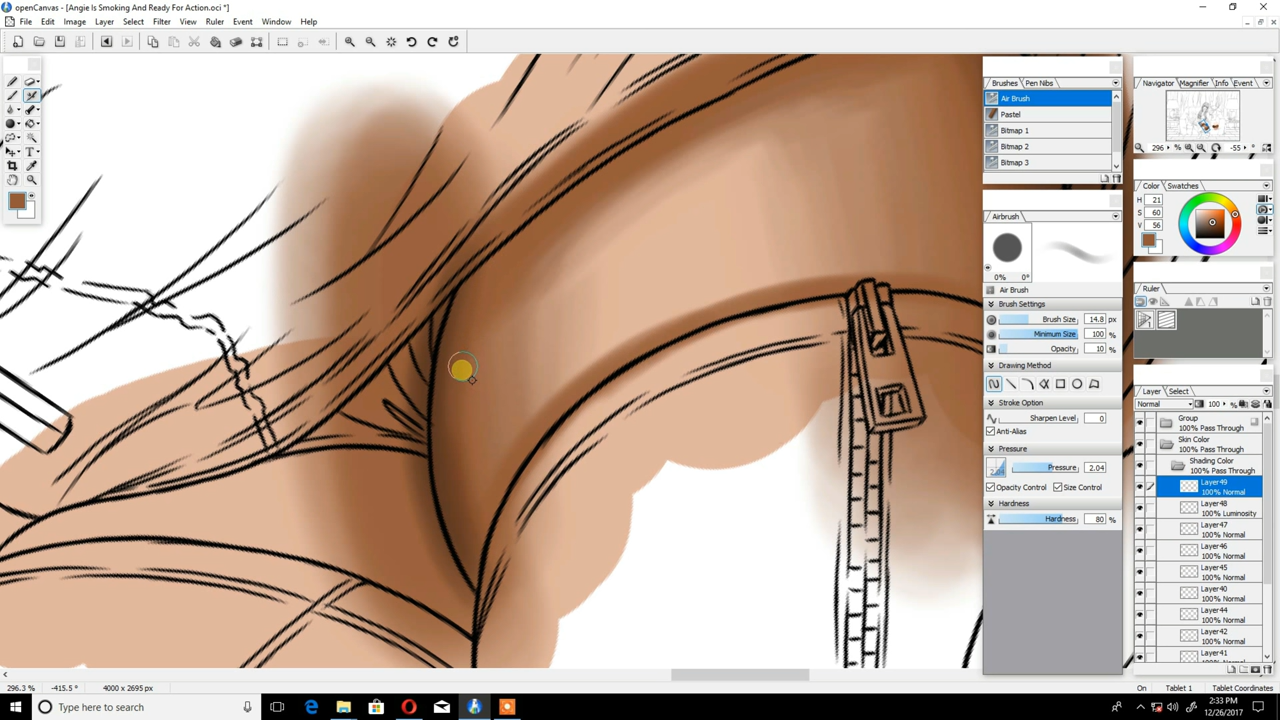 openCanvas - [Angie Is Smoking And Ready For Action.oci *]
File Edit Image Layer Select Filter View Ruler Event Window Help
Brushes Pen Nibs
Air Brush
Pastel
Bitmap 1
Bitmap 2
Bitmap 3
Airbrush
0% 0°
Air Brush
Brush Settings
Brush Size 14.8 px
Minimum Size 100 %
Opacity 10 %
Drawing Method
Stroke Option
Sharpen Level 0
Anti-Alias
Pressure
2.04 Pressure 2.04
Opacity Control Size Control
Hardness
Hardness 80 %
Navigator Magnifier Info Event
296 % -55 °
Color Swatches
H 21
S 60
V 56
Ruler
Layer Select
Normal 100 %
Group
100% Pass Through
Skin Color
100% Pass Through
Shading Color
100% Pass Through
Layer49
100% Normal
Layer48
100% Luminosity
Layer47
100% Normal
Layer46
100% Normal
Layer45
100% Normal
Layer40
100% Normal
Layer44
100% Normal
Layer42
100% Normal
Layer41
100% Normal
296.3 % -415.5 ° 4000 x 2695 px On Tablet 1 Tablet Coordinates
Type here to search
2:33 PM
12/26/2017